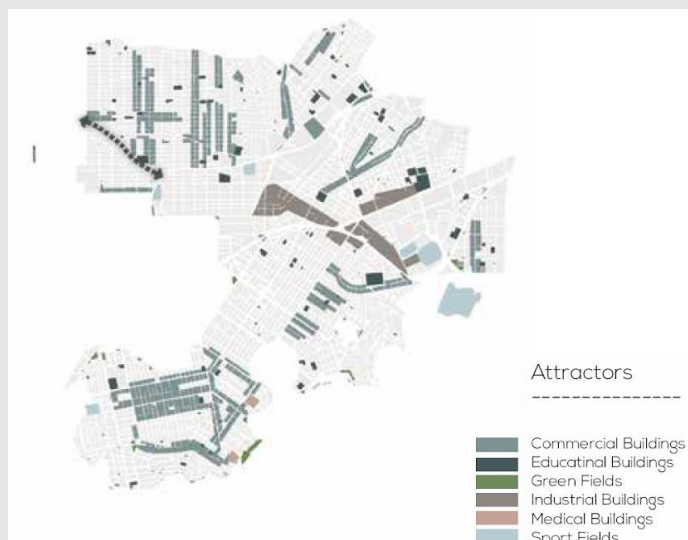 Attractors
Commercial Buildings
Educatinal Buildings
Green Fields
Industrial Buildings
Medical Buildings
Sport Fields